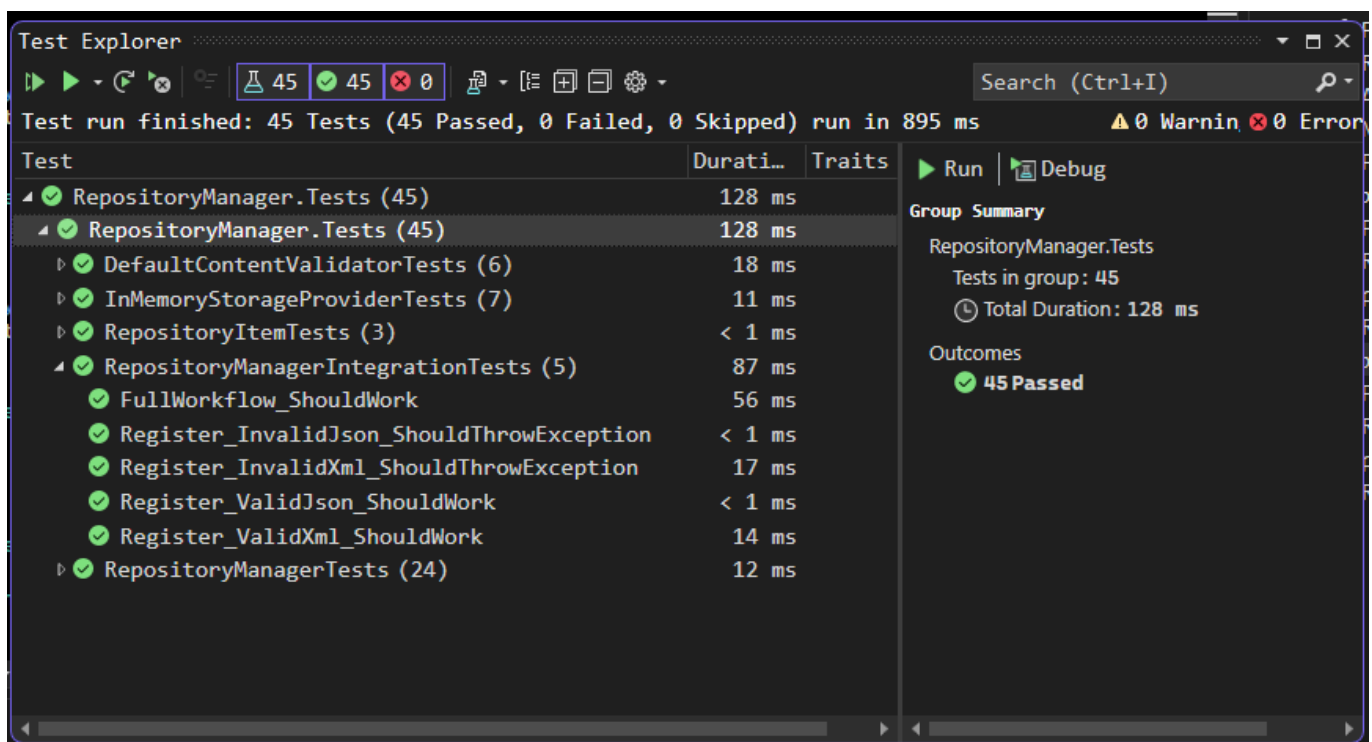 Test Explorer
45 45 0 Search (Ctrl+I)
Test run finished: 45 Tests (45 Passed, 0 Failed, 0 Skipped) run in 895 ms 0 Warnin 0 Error
Test Durati... Traits
RepositoryManager.Tests (45) 128 ms
RepositoryManager.Tests (45) 128 ms
DefaultContentValidatorTests (6) 18 ms
InMemoryStorageProviderTests (7) 11 ms
RepositoryItemTests (3) < 1 ms
RepositoryManagerIntegrationTests (5) 87 ms
FullWorkflow_ShouldWork 56 ms
Register_InvalidJson_ShouldThrowException < 1 ms
Register_InvalidXml_ShouldThrowException 17 ms
Register_ValidJson_ShouldWork < 1 ms
Register_ValidXml_ShouldWork 14 ms
RepositoryManagerTests (24) 12 ms
Run Debug
Group Summary
RepositoryManager.Tests
Tests in group: 45
Total Duration: 128 ms
Outcomes
45 Passed